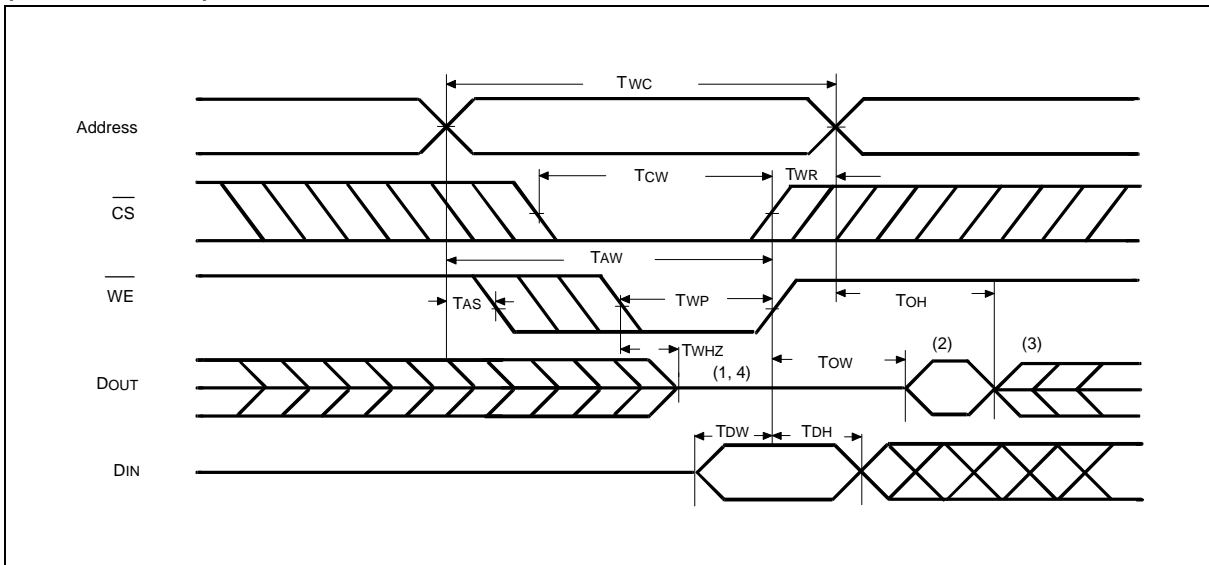 TWC
Address
TCW
TWR
CS
TAW
WE
TAS
TWP
TOH
TWHZ
(1, 4)
TOW
(2)
(3)
DOUT
TDW
TDH
DIN